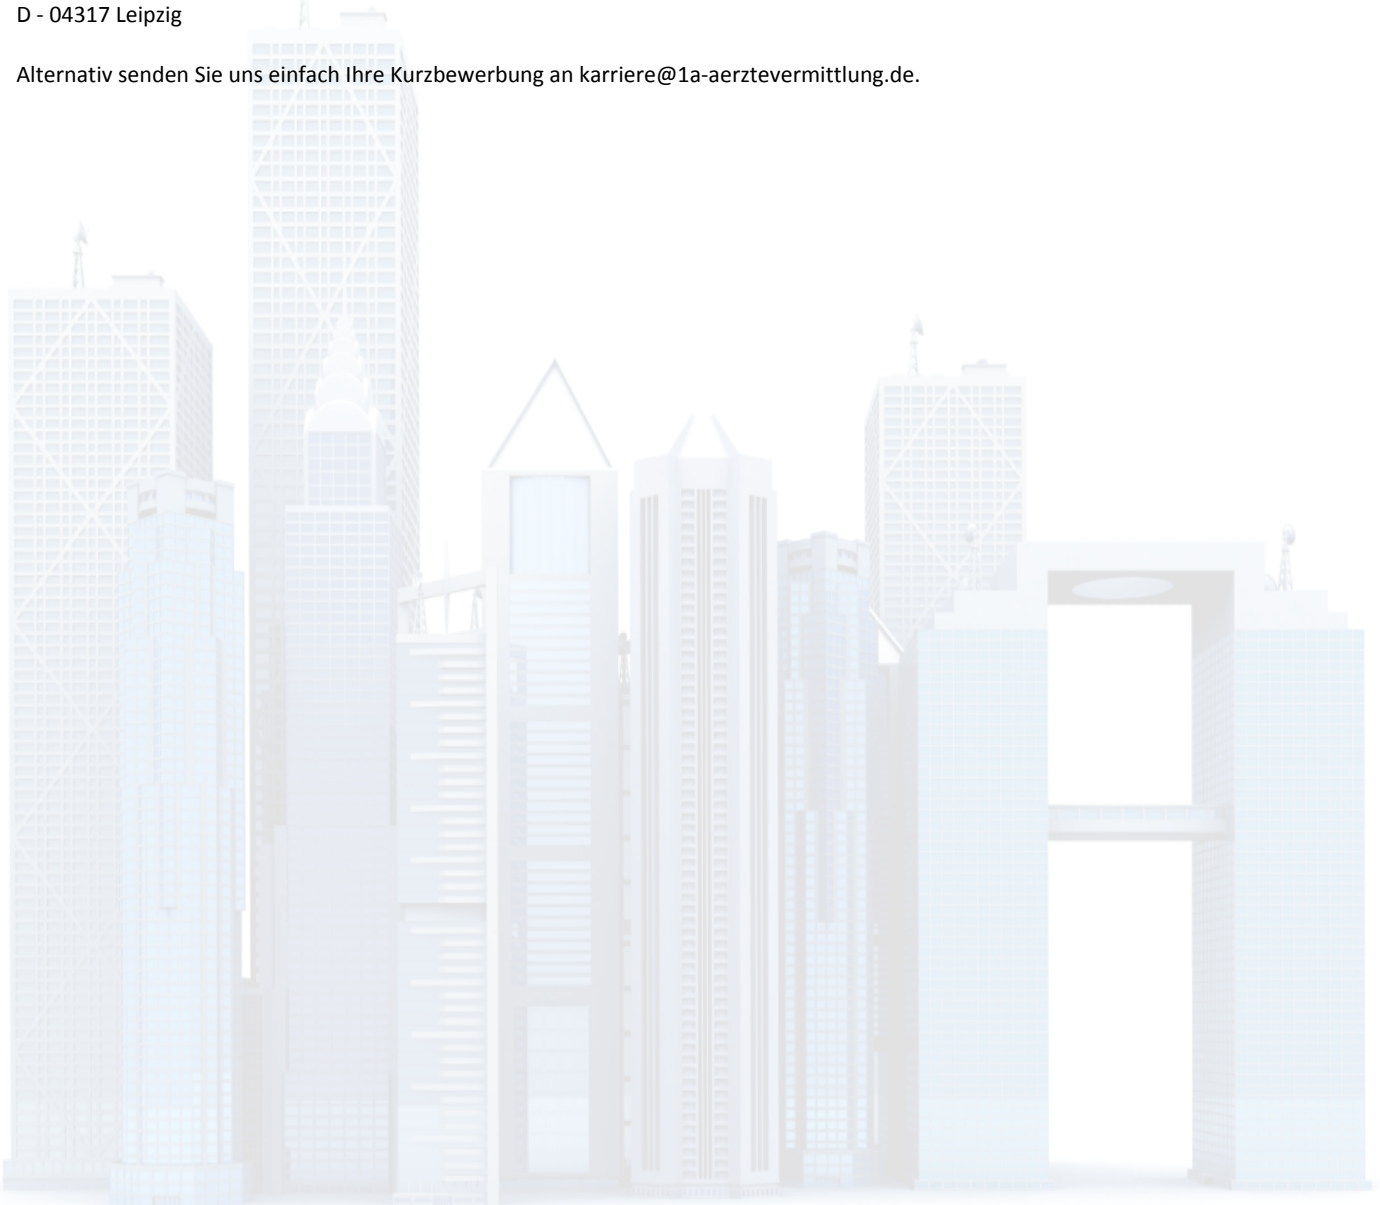 D - 04317 Leipzig
Alternativ senden Sie uns einfach Ihre Kurzbewerbung an karriere@1a-aerztevermittlung.de.